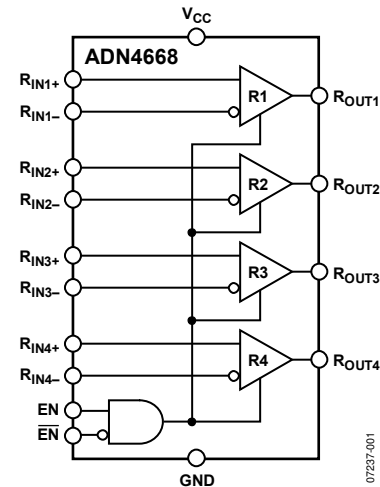 VCC
ADN4668
RIN1+
R1
ROUT1
RIN1–
RIN2+
R2
ROUT2
RIN2–
RIN3+
R3
ROUT3
RIN3–
RIN4+
R4
ROUT4
RIN4–
EN
E̅N̅
GND
07237-001